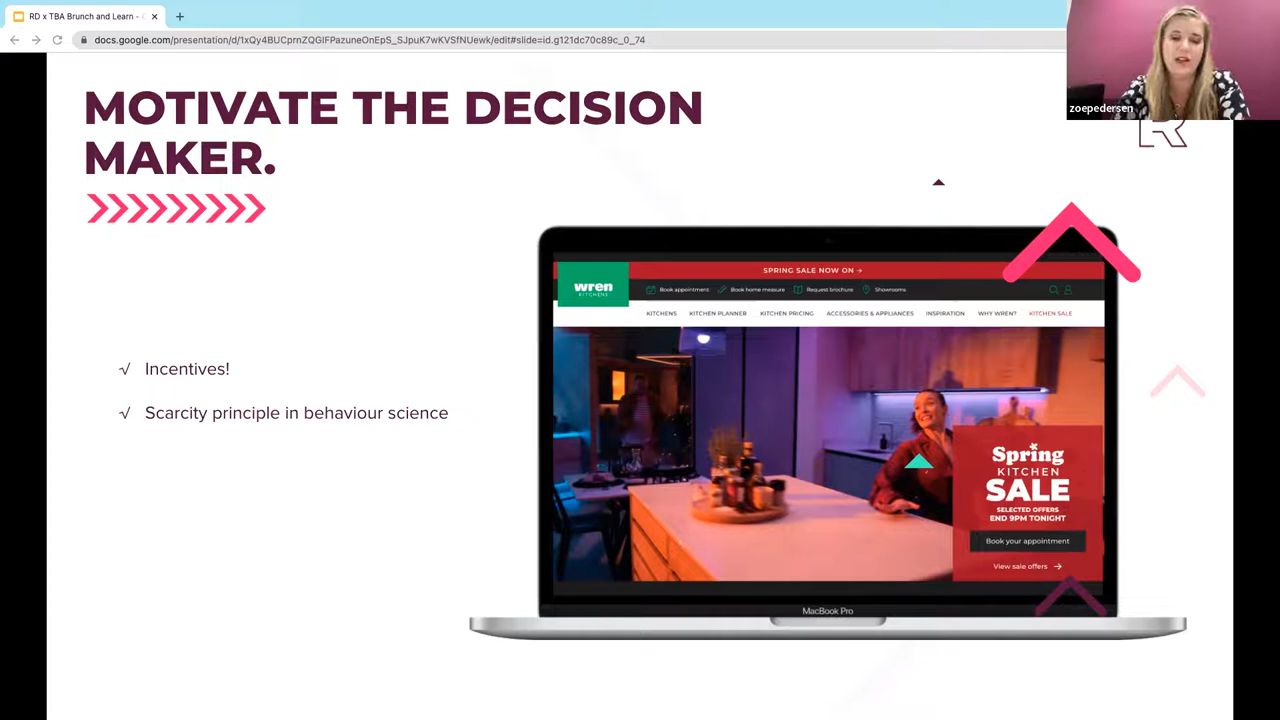 RD x TBA Brunch and Learn -
docs.google.com/presentation/d/1xQy4BUCprnZQGIFPazuneOnEpS_SJpuK7wKVSfNUewk/edit#slide=id.g121dc70c89c_0_74
zoepedersen
MOTIVATE THE DECISION
MAKER.
√ Incentives!
√ Scarcity principle in behaviour science
SPRING SALE NOW ON →
wren
KITCHENS
Book appointment Book home measure Request brochure Showrooms
KITCHENS KITCHEN PLANNER KITCHEN PRICING ACCESSORIES & APPLIANCES INSPIRATION WHY WREN? KITCHEN SALE
Spring
KITCHEN
SALE
SELECTED OFFERS
END 9PM TONIGHT
Book your appointment
View sale offers →
MacBook Pro